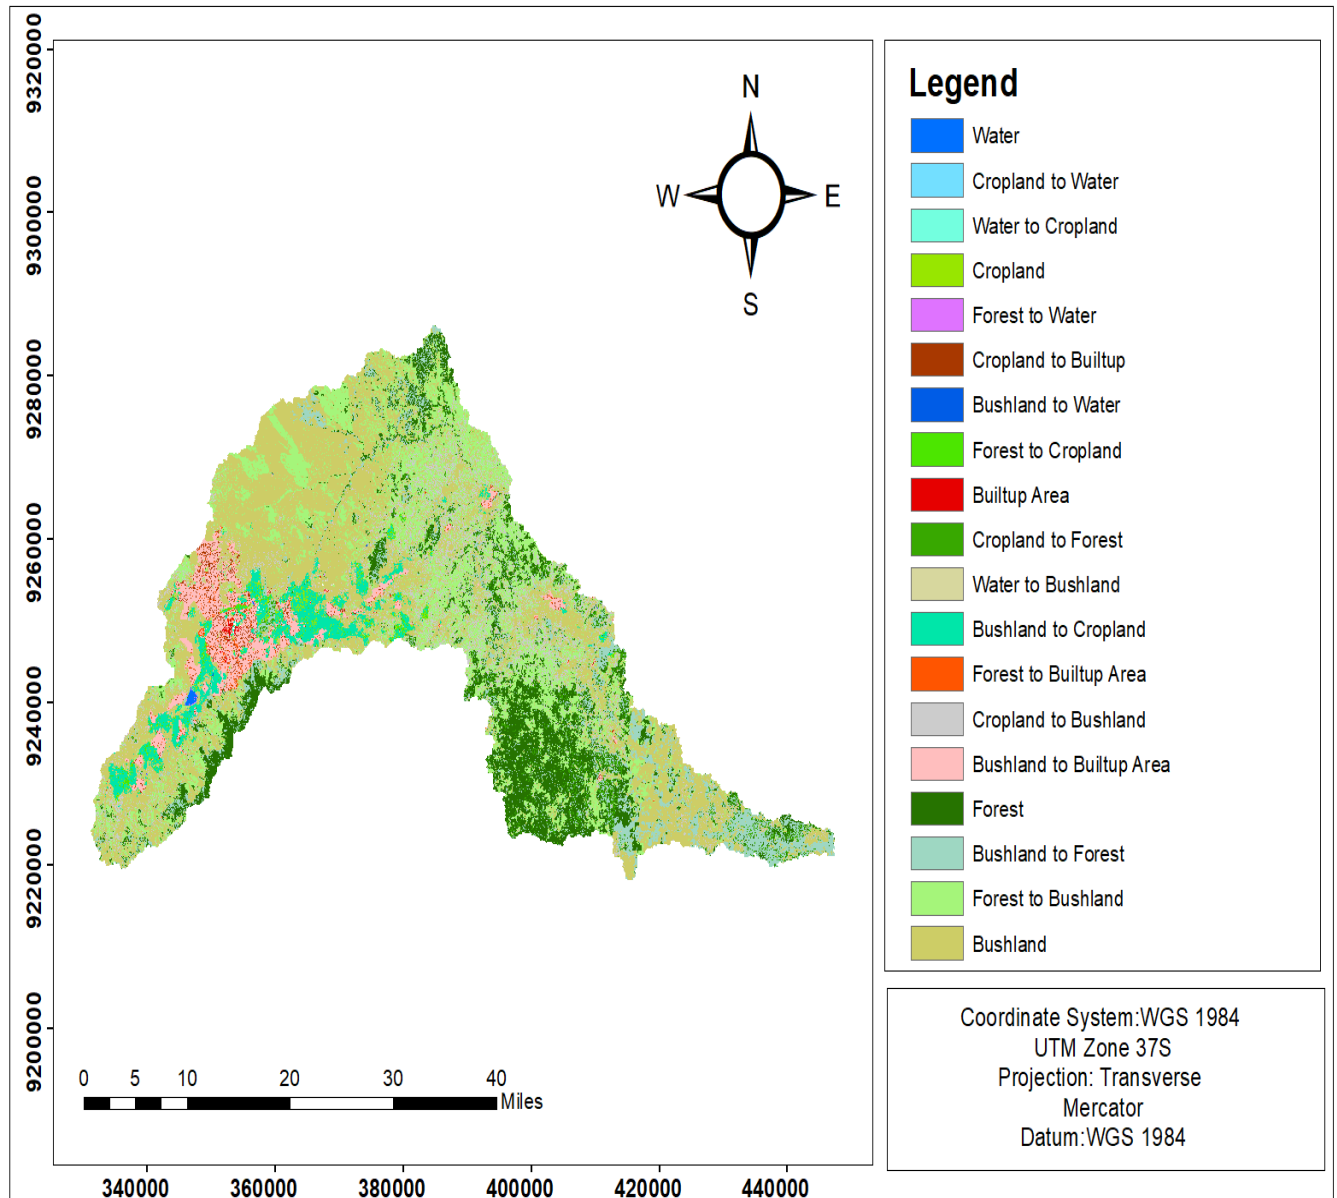 9320000
9300000
9280000
9260000
9240000
9220000
9200000
N
W E
S
0 5 10 20 30 40
Miles
340000 360000 380000 400000 420000 440000
Legend
Water
Cropland to Water
Water to Cropland
Cropland
Forest to Water
Cropland to Builtup
Bushland to Water
Forest to Cropland
Builtup Area
Cropland to Forest
Water to Bushland
Bushland to Cropland
Forest to Builtup Area
Cropland to Bushland
Bushland to Builtup Area
Forest
Bushland to Forest
Forest to Bushland
Bushland
Coordinate System:WGS 1984
UTM Zone 37S
Projection: Transverse
Mercator
Datum:WGS 1984